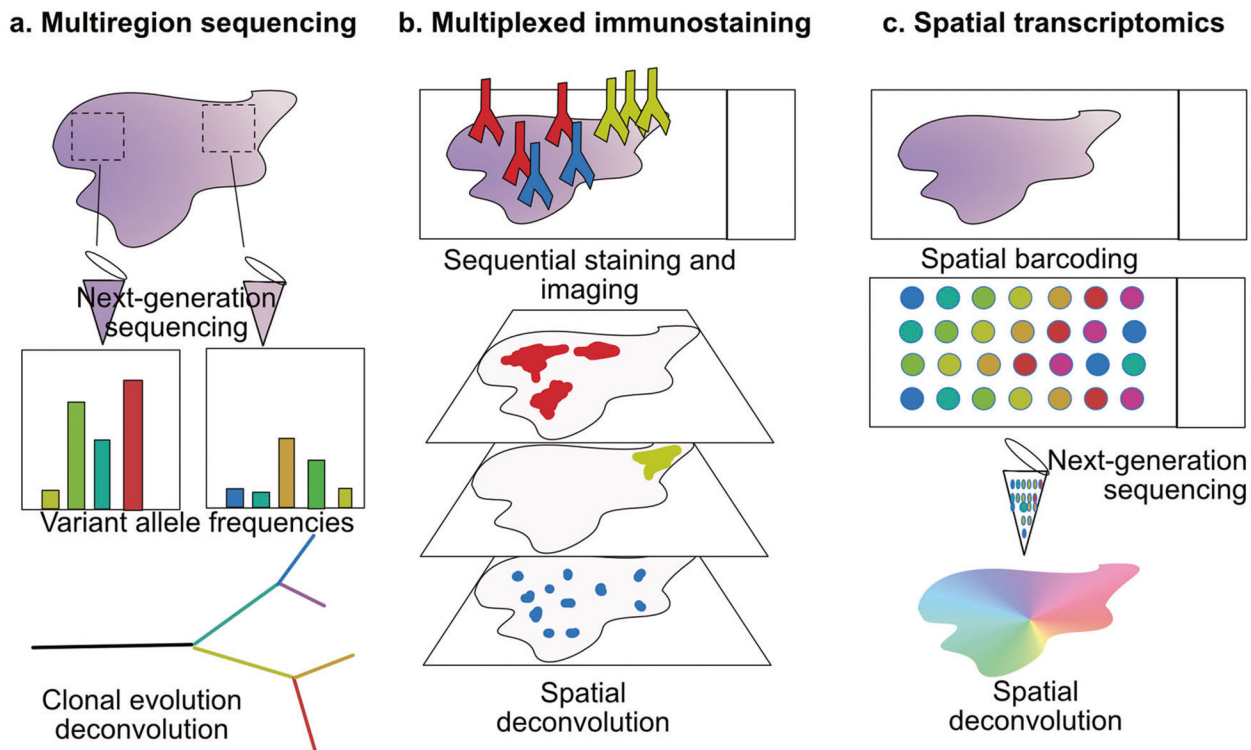 a. Multiregion sequencing
Next-generation
sequencing
Variant allele frequencies
Clonal evolution
deconvolution
b. Multiplexed immunostaining
Sequential staining and
imaging
Spatial
deconvolution
c. Spatial transcriptomics
Spatial barcoding
Next-generation
sequencing
Spatial
deconvolution